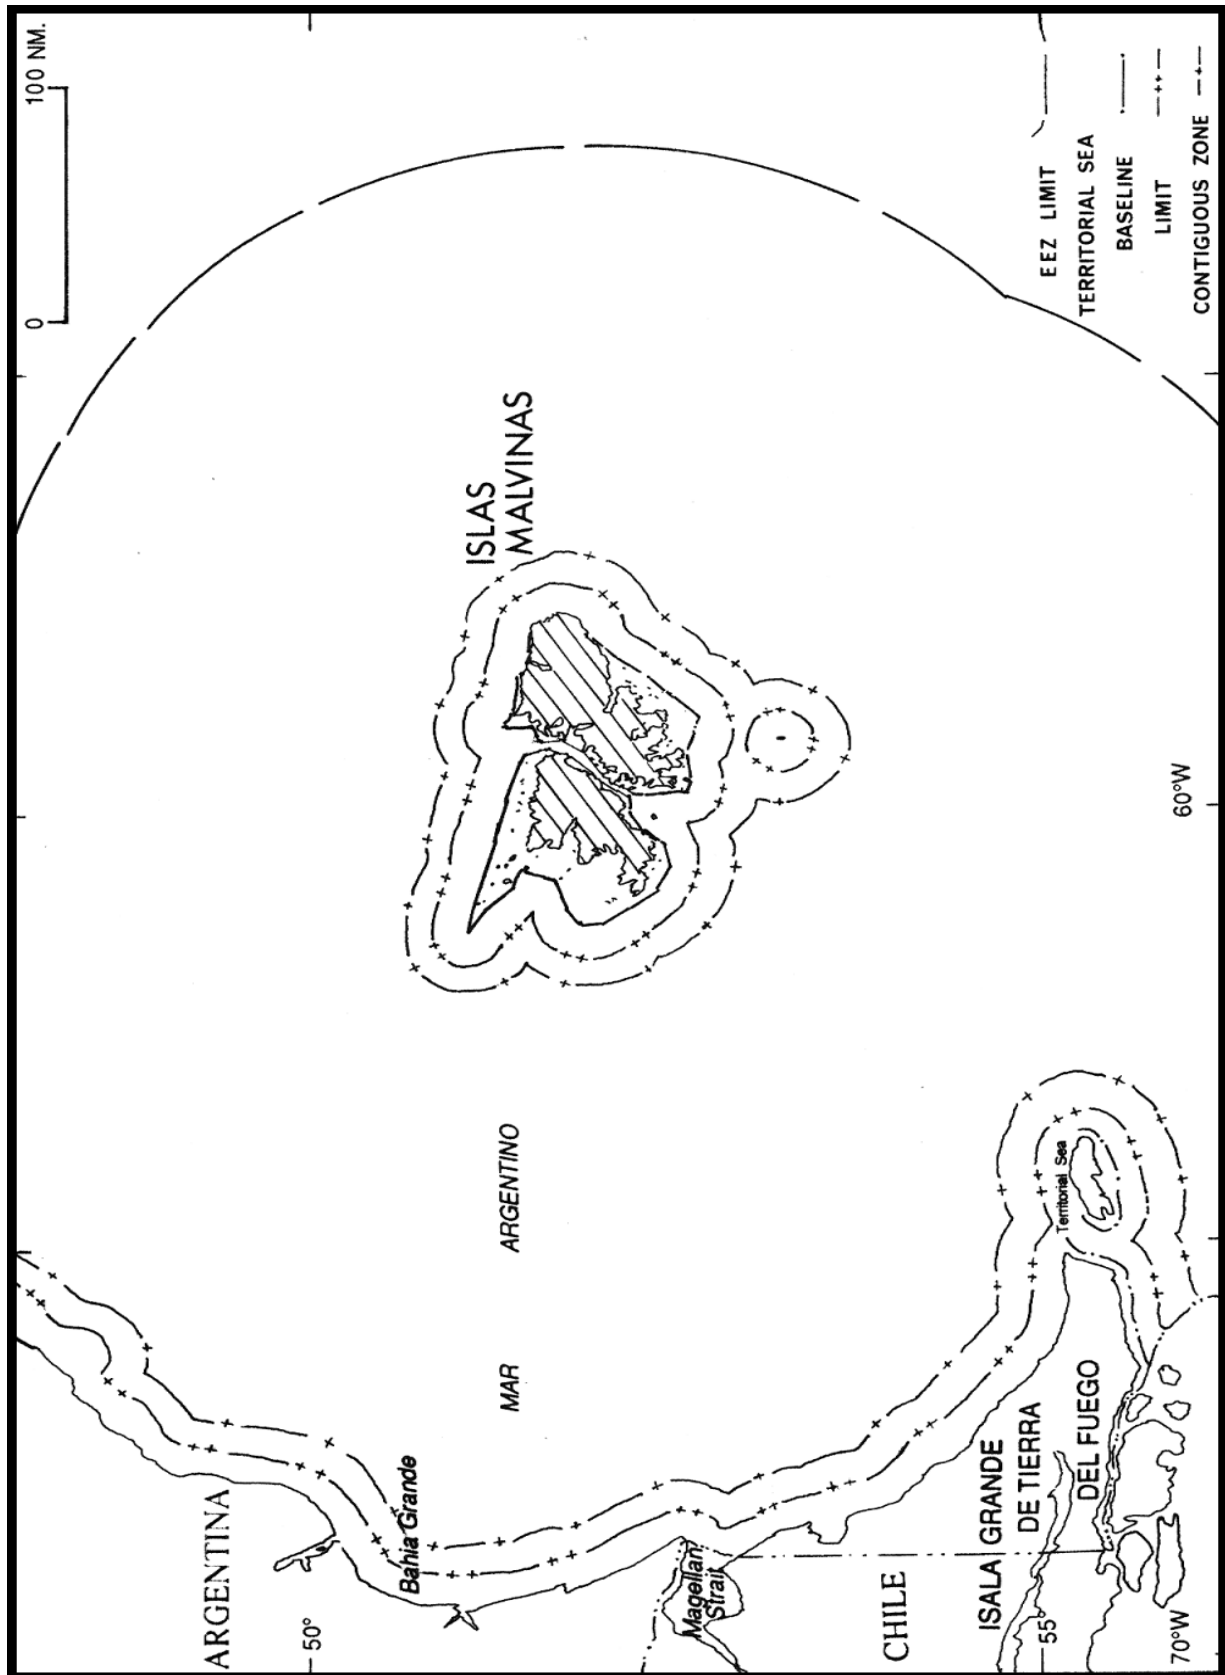 100 NM.
0
EEZ LIMIT
TERRITORIAL SEA
BASELINE
LIMIT
CONTIGUOUS ZONE
ISLAS
MALVINAS
60°W
MAR ARGENTINO
Territorial Sea
ARGENTINA
50°
Bahia Grande
Magellan
Strait
CHILE
ISALA GRANDE
DE TIERRA
DEL FUEGO
55°
70°W